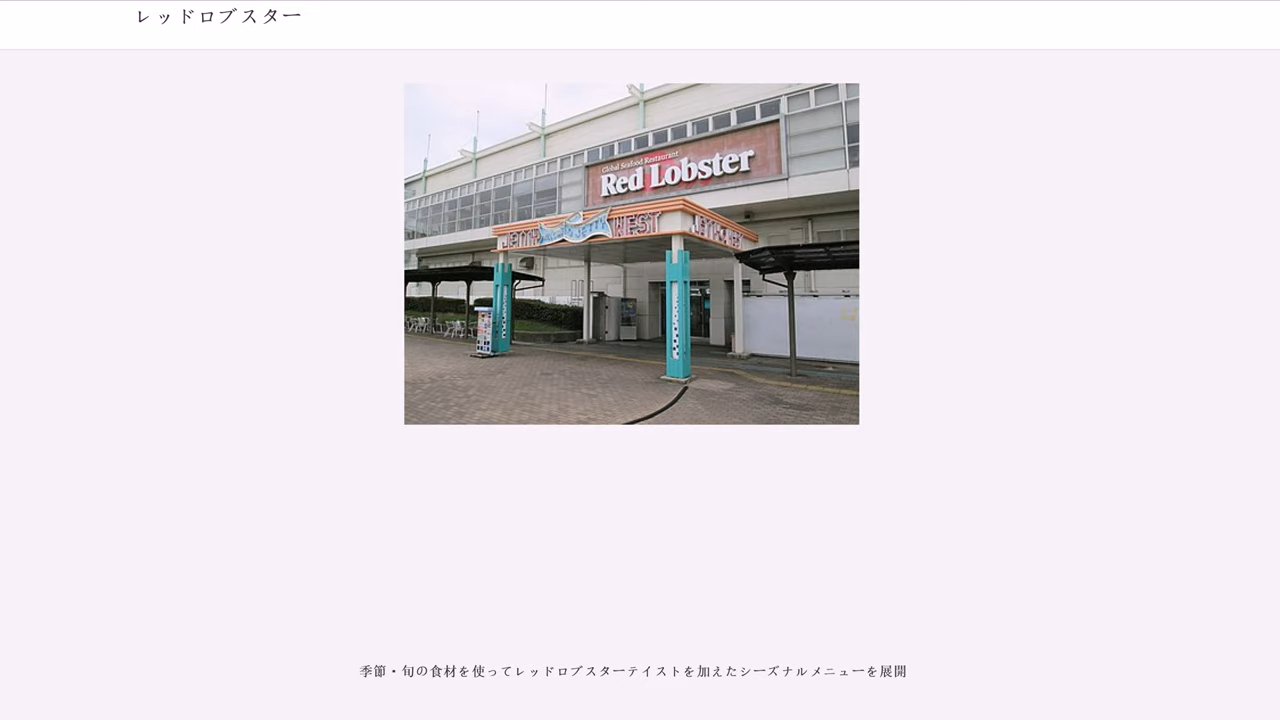 レッドロブスター
Global Seafood Restaurant
Red Lobster
WEST
季節・旬の食材を使ってレッドロブスターテイストを加えたシーズナルメニューを展開